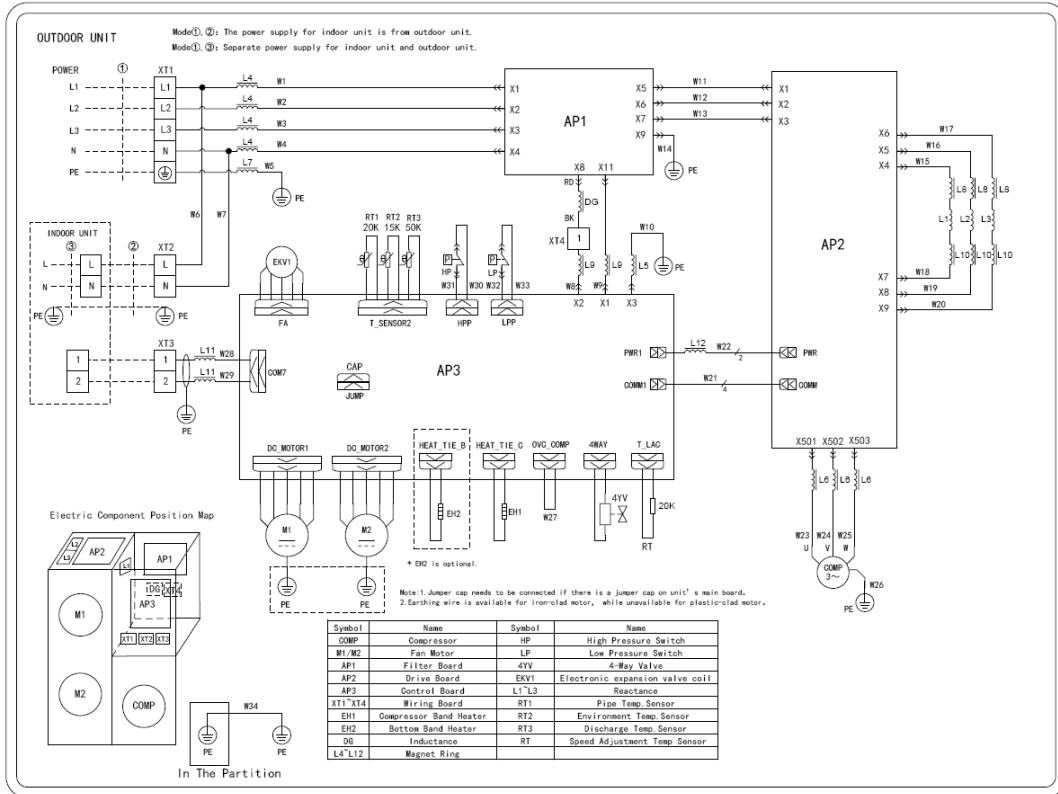 OUTDOOR UNIT
Mode①, ②: The power supply for indoor unit is from outdoor unit.
Mode①, ③: Separate power supply for indoor unit and outdoor unit.
POWER ① XT1
L1 L1 L4 W1 X1
L2 L2 L4 W2 X2
L3 L3 L4 W3 X3
N N L4 W4 X4
PE L7 W5 PE
AP1
X5 W11 X1
X6 W12 X2
X7 W13 X3
X9 W14 PE
X8 X11
RD DG
BK
XT4 1
L9 L9
W8 W9
W10 L5 PE
X2 X1 X3
AP2
X6 W17
X5 W16
X4 W15
L8 L8 L8
L1 L2 L3
L10 L10 L10
X7 W18
X8 W19
X9 W20
W6 W7
INDOOR UNIT
③ ② XT2
L L L
N N N
PE PE
1 XT3 1 L11 W28
2 2 L11 W29
PE
COM7
EKV1
FA
RT1 RT2 RT3
20K 15K 50K
θ θ θ
T_SENSOR2
P HP
W31 W30
HPP
P LP
W32 W33
LPP
CAP
JUMP
AP3
PWR1 L12 W22 2 PWR
COMM1 W21 4 COMM
DC_MOTOR1 DC_MOTOR2 HEAT_TIE_B HEAT_TIE_C OVC_COMP 4WAY T_LAC
M1 M2 EH2 EH1 W27 4YV 20K
RT
PE PE
* EH2 is optional.
X501 X502 X503
L6 L6 L6
W23 W24 W25
U V W
COMP
3~
W26
PE
Note:1.Jumper cap needs to be connected if there is a jumper cap on unit's main board.
2.Earthing wire is available for iron-clad motor, while unavailable for plastic-clad motor.
Electric Component Position Map
L2
L3
AP2
L1
AP1
DG XT4
AP3
M1
XT1 XT2 XT3
M2
COMP
W34
PE PE
In The Partition
Symbol Name Symbol Name
COMP Compressor HP High Pressure Switch
M1/M2 Fan Motor LP Low Pressure Switch
AP1 Filter Board 4YV 4-Way Valve
AP2 Drive Board EKV1 Electronic expansion valve coil
AP3 Control Board L1~L3 Reactance
XT1~XT4 Wiring Board RT1 Pipe Temp.Sensor
EH1 Compressor Band Heater RT2 Environment Temp.Sensor
EH2 Bottom Band Heater RT3 Discharge Temp.Sensor
DG Inductance RT Speed Adjustment Temp Sensor
L4~L12 Magnet Ring